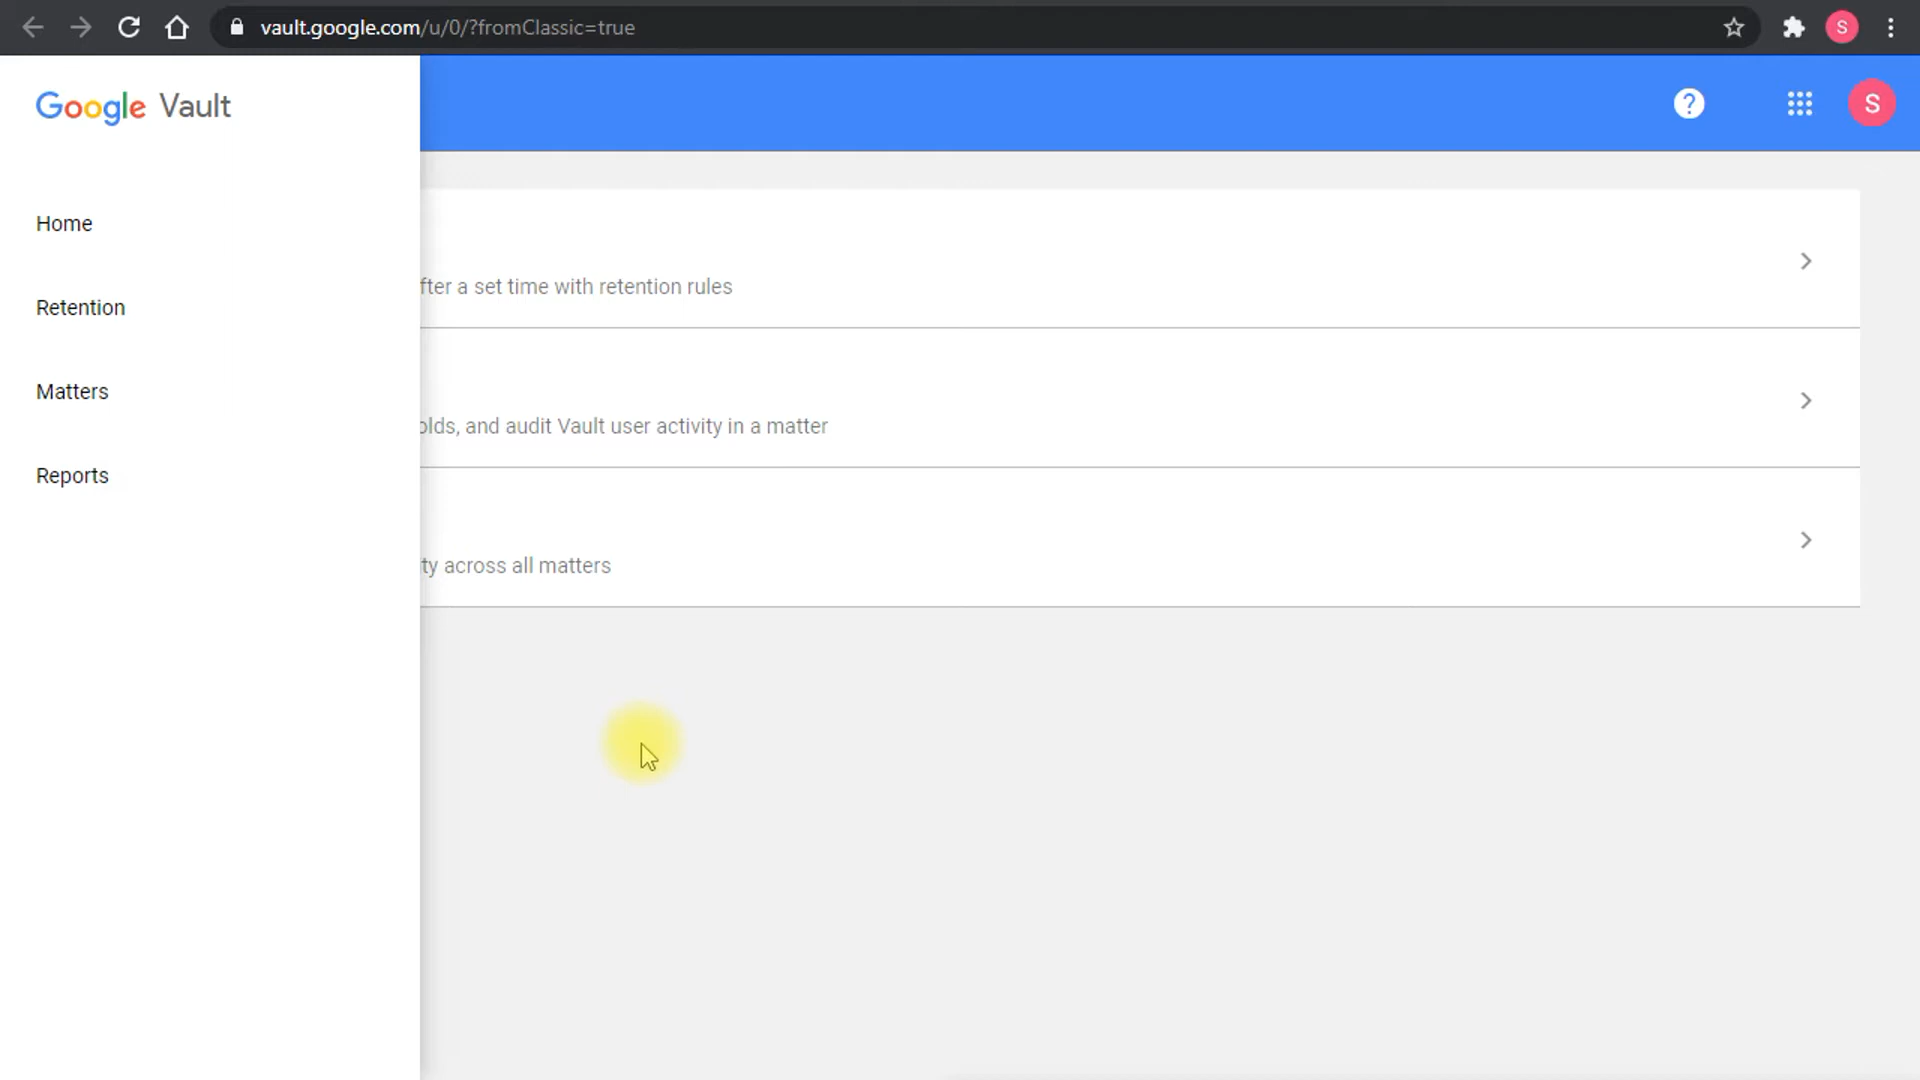 vault.google.com/u/0/?fromClassic=true
S
Google Vault
?
S
Home
Retention
Matters
Reports
fter a set time with retention rules
olds, and audit Vault user activity in a matter
ty across all matters